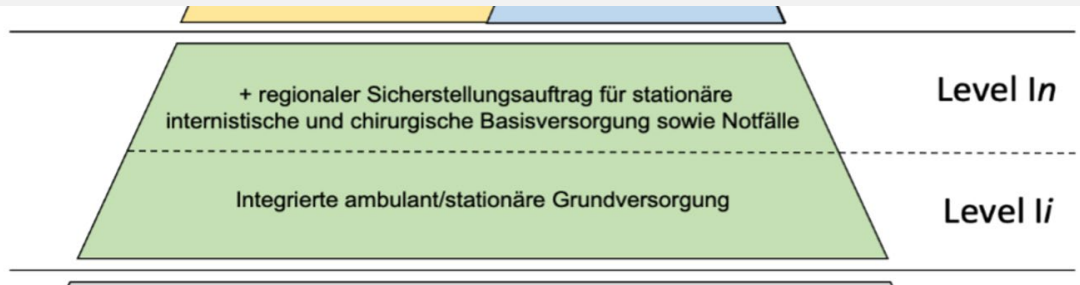 + regionaler Sicherstellungsauftrag für stationäre
internistische und chirurgische Basisversorgung sowie Notfälle
Level In
Integrierte ambulant/stationäre Grundversorgung
Level Ii